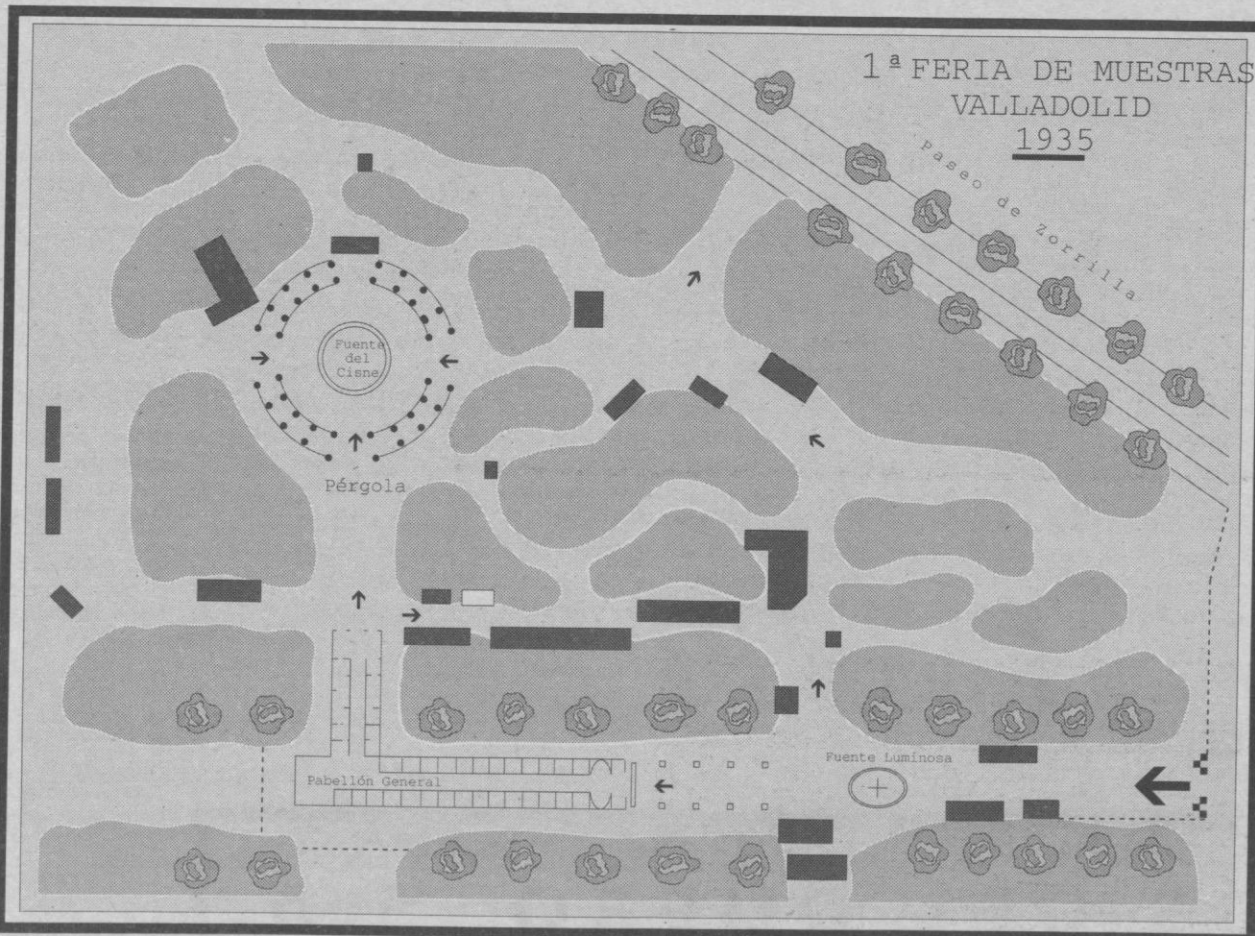 1ª FERIA DE MUESTRAS
VALLADOLID
1935
Paseo de Zorrilla
Fuente
del
Cisne
Pérgola
Fuente Luminosa
Pabellón General